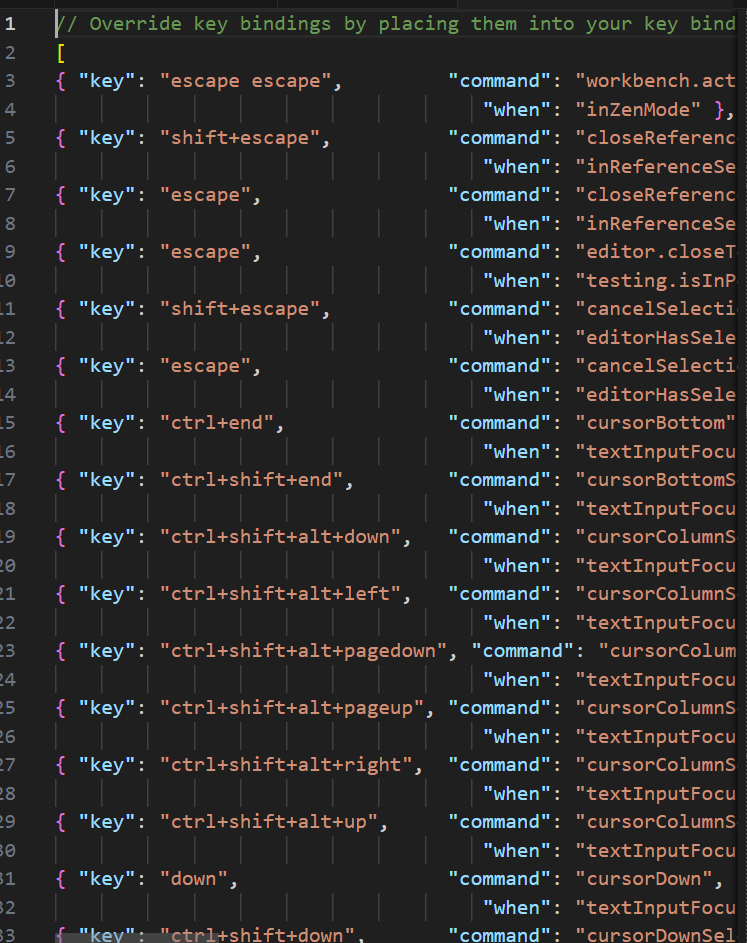 1 // Override key bindings by placing them into your key bind
2 [
3 { "key": "escape escape", "command": "workbench.act
4 "when": "inZenMode" },
5 { "key": "shift+escape", "command": "closeReferenc
6 "when": "inReferenceSe
7 { "key": "escape", "command": "closeReferenc
8 "when": "inReferenceSe
9 { "key": "escape", "command": "editor.closeT
10 "when": "testing.isInP
11 { "key": "shift+escape", "command": "cancelSelecti
12 "when": "editorHasSele
13 { "key": "escape", "command": "cancelSelecti
14 "when": "editorHasSele
15 { "key": "ctrl+end", "command": "cursorBottom"
16 "when": "textInputFocu
17 { "key": "ctrl+shift+end", "command": "cursorBottomS
18 "when": "textInputFocu
19 { "key": "ctrl+shift+alt+down", "command": "cursorColumnS
20 "when": "textInputFocu
21 { "key": "ctrl+shift+alt+left", "command": "cursorColumnS
22 "when": "textInputFocu
23 { "key": "ctrl+shift+alt+pagedown", "command": "cursorColum
24 "when": "textInputFocu
25 { "key": "ctrl+shift+alt+pageup", "command": "cursorColumnS
26 "when": "textInputFocu
27 { "key": "ctrl+shift+alt+right", "command": "cursorColumnS
28 "when": "textInputFocu
29 { "key": "ctrl+shift+alt+up", "command": "cursorColumnS
30 "when": "textInputFocu
31 { "key": "down", "command": "cursorDown",
32 "when": "textInputFocu
33 { "key": "ctrl+shift+down", "command": "cursorDownSel